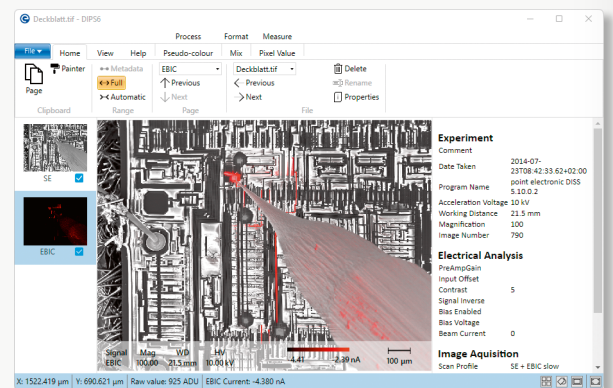 Deckblatt.tif - DIPS6
Process Format Measure
File Home View Help Pseudo-colour Mix Pixel Value
Page
Painter
Clipboard
Metadata
Full
Automatic
Range
EBIC
Previous
Next
Page
Deckblatt.tif
Previous
Next
Delete
Rename
Properties
File
SE
EBIC
Signal Mag WD HV
EBIC 100.00 21.5 mm 10.00 kV
-4.41 -2.39 nA
100 µm
Experiment
Comment
Date Taken 2014-07-
23T08:42:33.62+02:00
Program Name point electronic DISS
5.10.0.2
Acceleration Voltage 10 kV
Working Distance 21.5 mm
Magnification 100
Image Number 790
Electrical Analysis
PreAmpGain
Input Offset
Contrast 5
Signal Inverse
Bias Enabled
Bias Voltage
Beam Current 0
Image Aquisition
Scan Profile SE + EBIC slow
X: 1522.419 µm Y: 690.621 µm Raw value: 925 ADU EBIC Current: -4.380 nA